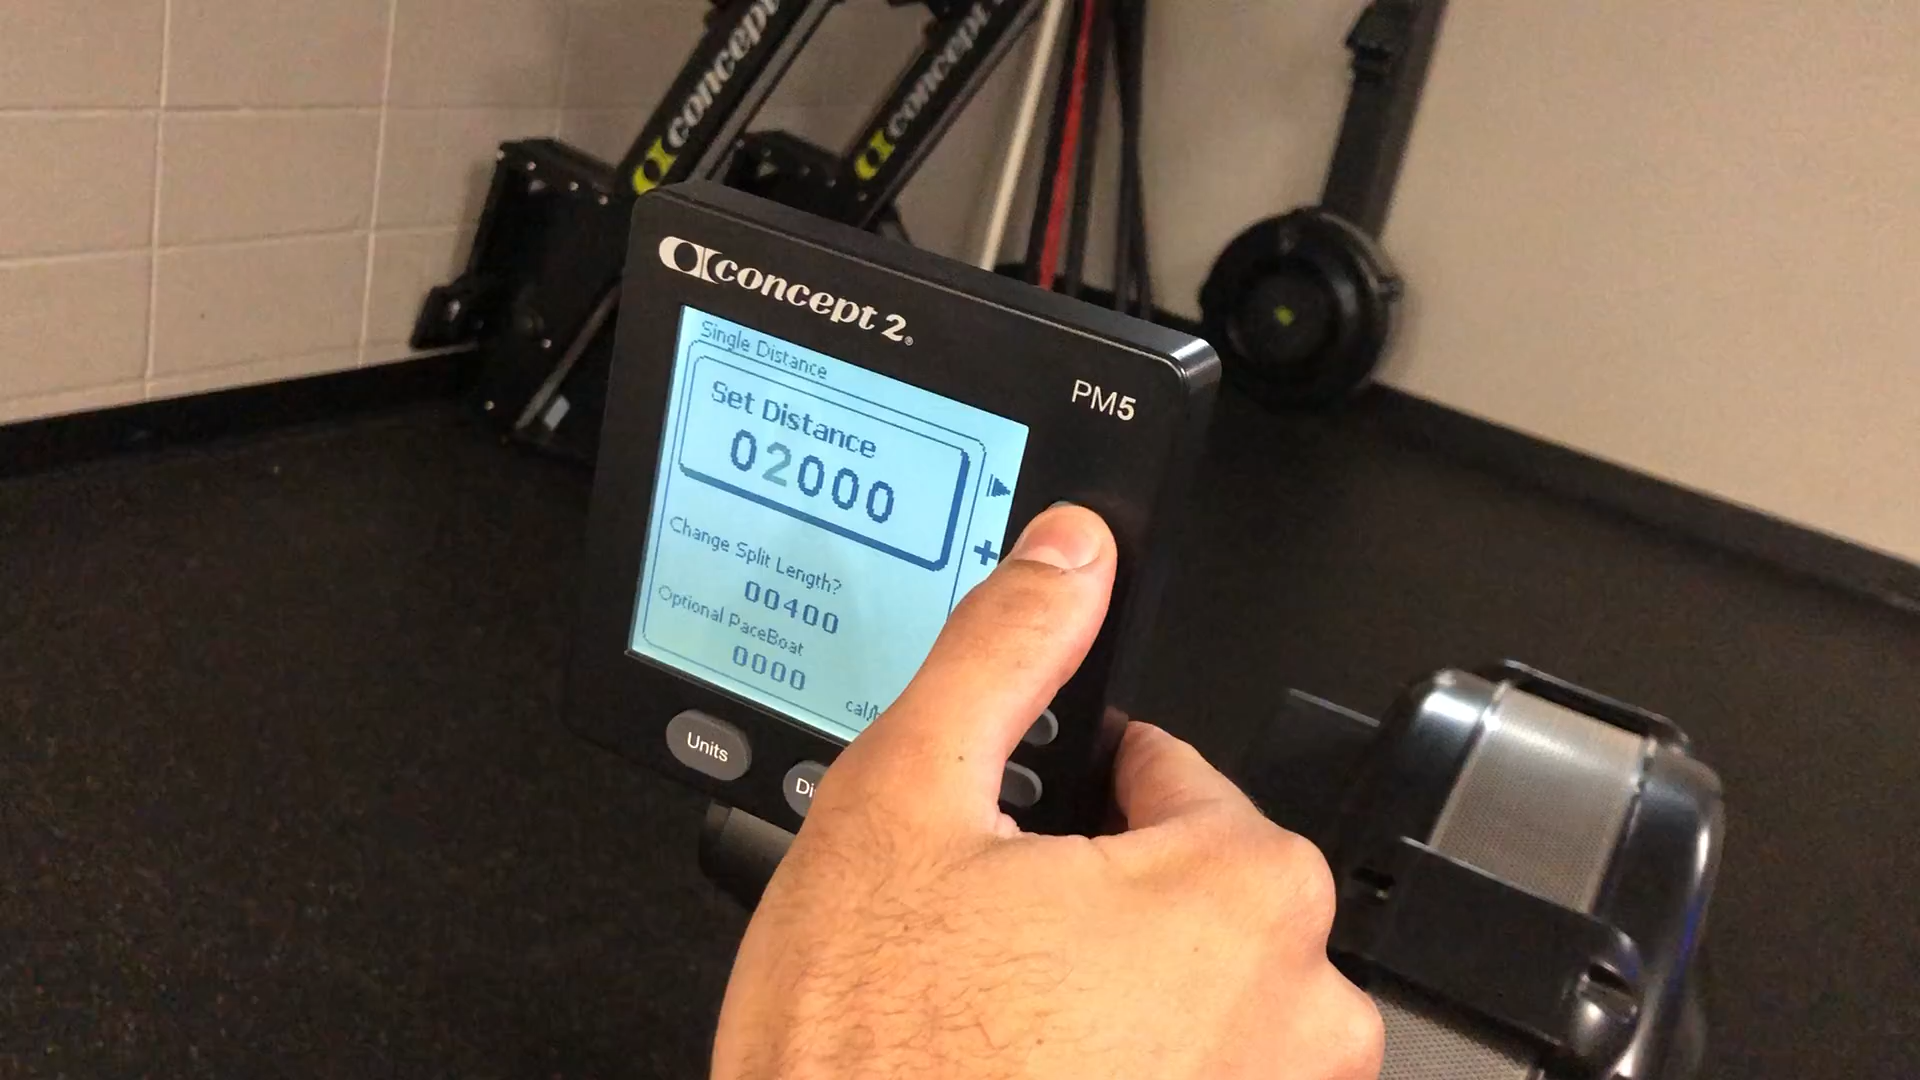 concept
concept
concept 2
PM5
Single Distance
Set Distance
02000
Change Split Length?
00400
Optional PaceBoat
0000
Units